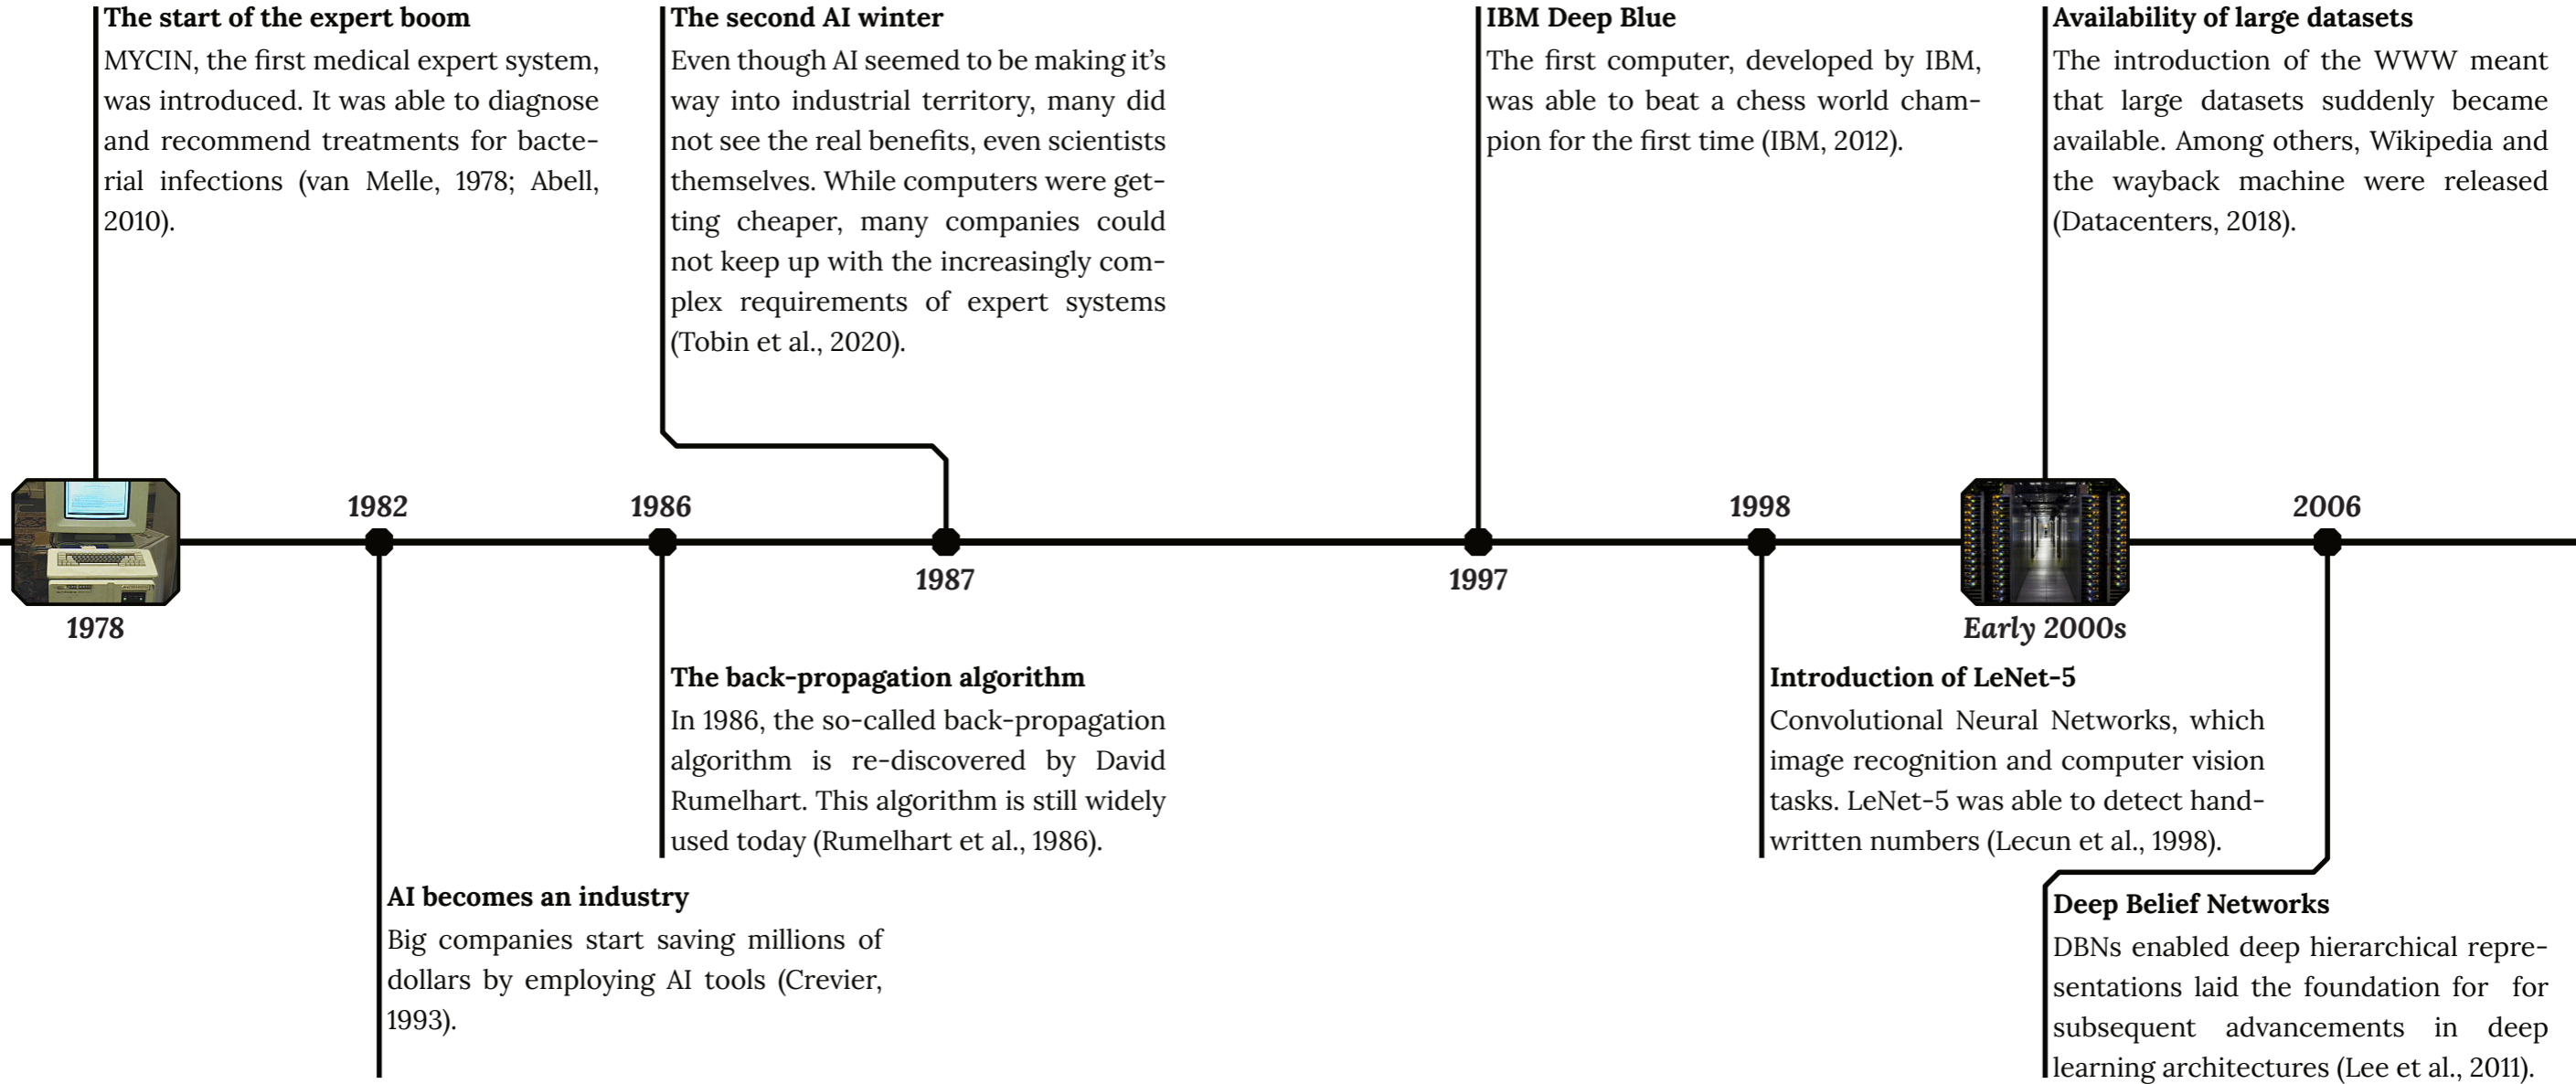 The start of the expert boom
MYCIN, the first medical expert system,
was introduced. It was able to diagnose
and recommend treatments for bacte-
rial infections (van Melle, 1978; Abell,
2010).
The second AI winter
Even though AI seemed to be making it's
way into industrial territory, many did
not see the real benefits, even scientists
themselves. While computers were get-
ting cheaper, many companies could
not keep up with the increasingly com-
plex requirements of expert systems
(Tobin et al., 2020).
IBM Deep Blue
The first computer, developed by IBM,
was able to beat a chess world cham-
pion for the first time (IBM, 2012).
Availability of large datasets
The introduction of the WWW meant
that large datasets suddenly became
available. Among others, Wikipedia and
the wayback machine were released
(Datacenters, 2018).
1978
1982
1986
1987
1997
1998
Early 2000s
2006
AI becomes an industry
Big companies start saving millions of
dollars by employing AI tools (Crevier,
1993).
The back-propagation algorithm
In 1986, the so-called back-propagation
algorithm is re-discovered by David
Rumelhart. This algorithm is still widely
used today (Rumelhart et al., 1986).
Introduction of LeNet-5
Convolutional Neural Networks, which
image recognition and computer vision
tasks. LeNet-5 was able to detect hand-
written numbers (Lecun et al., 1998).
Deep Belief Networks
DBNs enabled deep hierarchical repre-
sentations laid the foundation for for
subsequent advancements in deep
learning architectures (Lee et al., 2011).